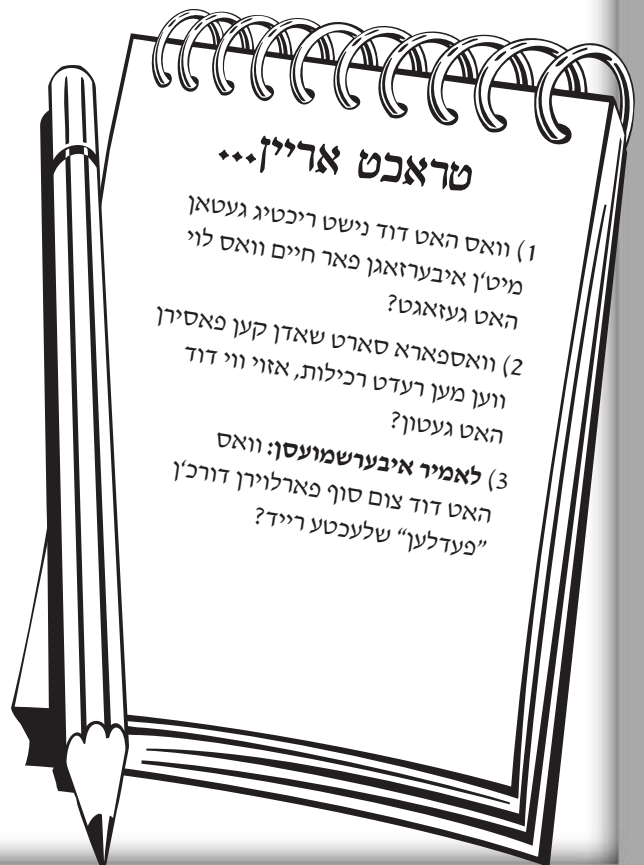 טראכט אריין...
1) וואס האט דוד נישט ריכטיג געטאן
מיט'ן איבערזאגן פאר חיים וואס לוי
האט געזאגט?
2) וואספארא סארט שאדן קען פאסירן
ווען מען רעדט רכילות, אזוי ווי דוד
האט געטון?
3) לאמיר איבערשמועסן: וואס
האט דוד צום סוף פארלוירן דורכ'ן
"פעדלען" שלעכטע רייד?